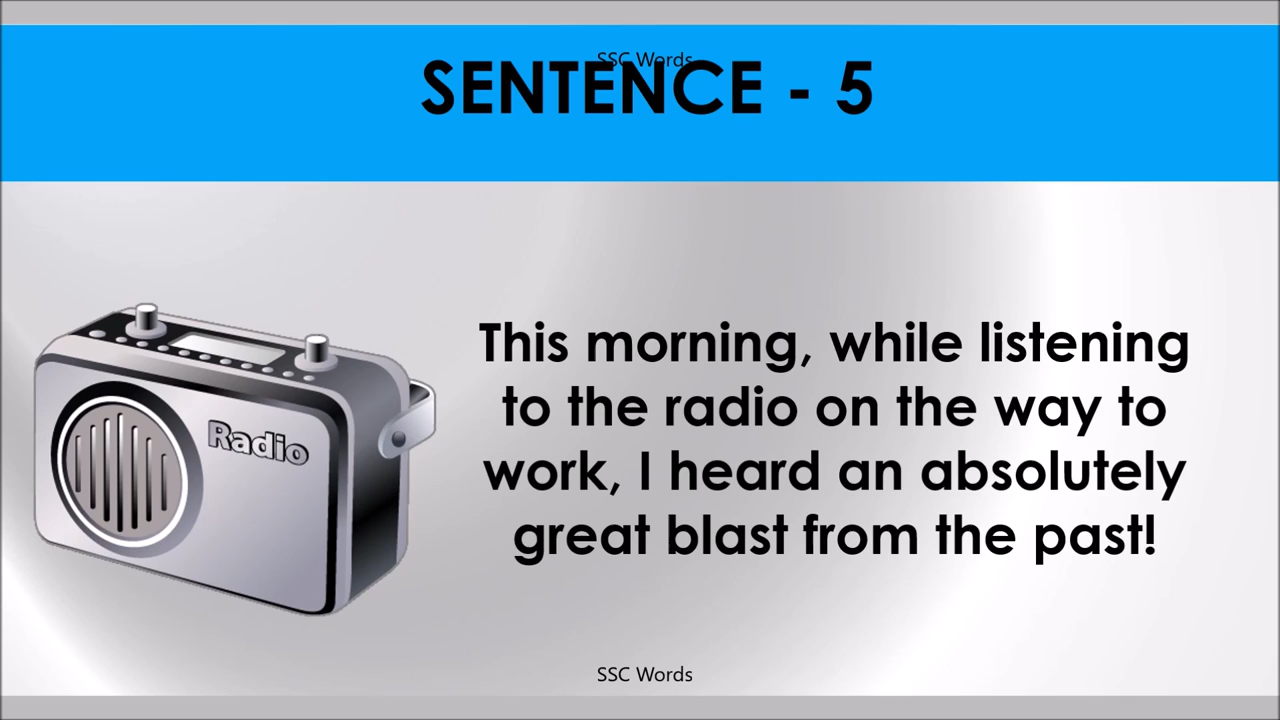 SSC Words
SENTENCE - 5
Radio
This morning, while listening
to the radio on the way to
work, I heard an absolutely
great blast from the past!
SSC Words